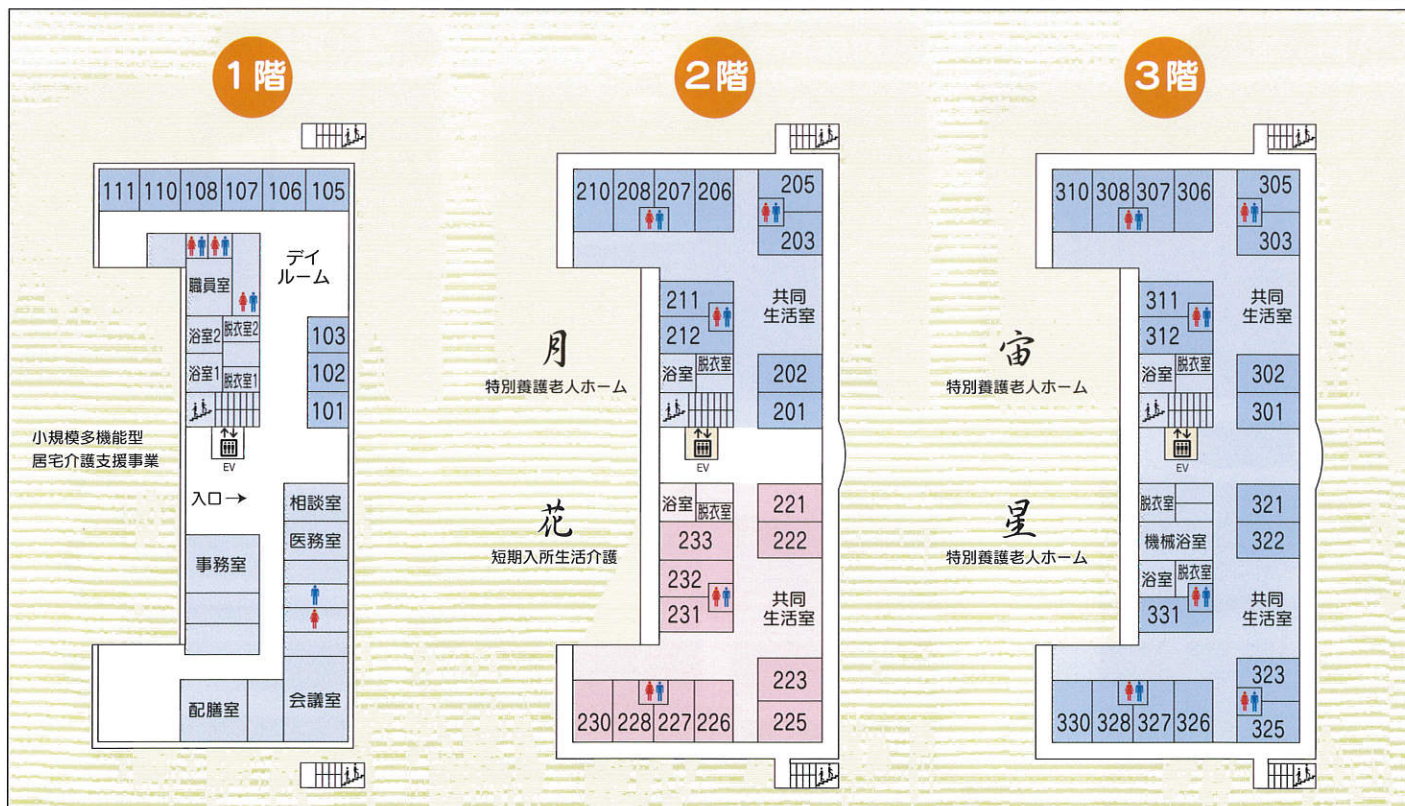 1階
111 110 108 107 106 105
デイ
ルーム
職員室
浴室2 脱衣室2
103
浴室1 脱衣室1
102
101
小規模多機能型
居宅介護支援事業
EV
入口→
相談室
医務室
事務室
配膳室
会議室
2階
210 208 207 206
205
203
211
212
共同
生活室
月
特別養護老人ホーム
浴室 脱衣室
202
201
EV
花
短期入所生活介護
浴室 脱衣室
221
233
222
232
231
共同
生活室
223
230 228 227 226
225
3階
310 308 307 306
305
303
311
312
共同
生活室
宙
特別養護老人ホーム
浴室 脱衣室
302
301
EV
星
特別養護老人ホーム
脱衣室
321
機械浴室
322
浴室 脱衣室
331
共同
生活室
323
330 328 327 326
325